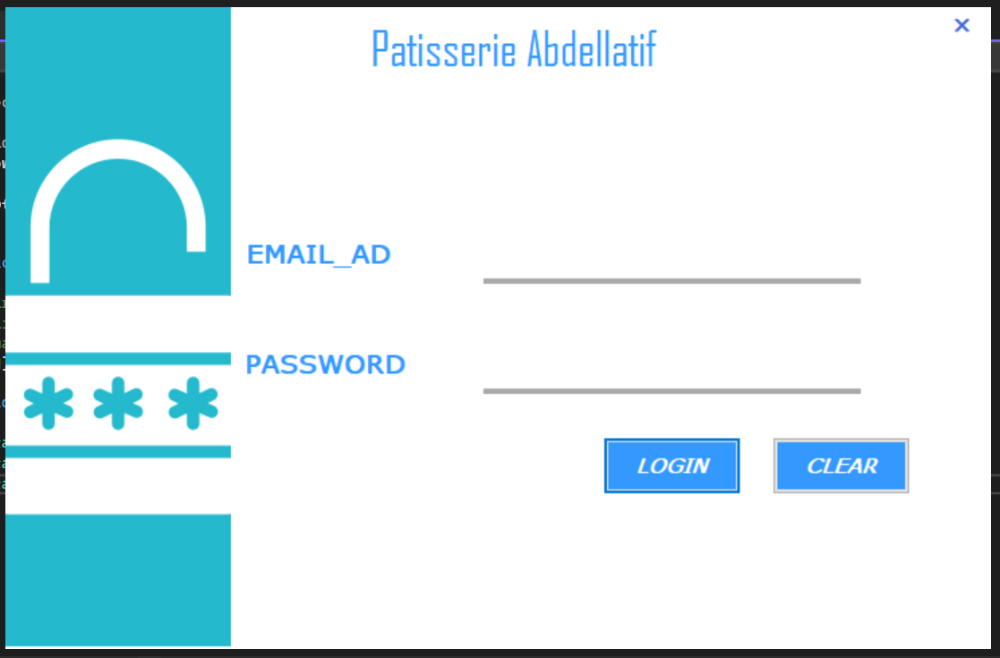 Patisserie Abdellatif
×
EMAIL_AD
PASSWORD
***
LOGIN
CLEAR